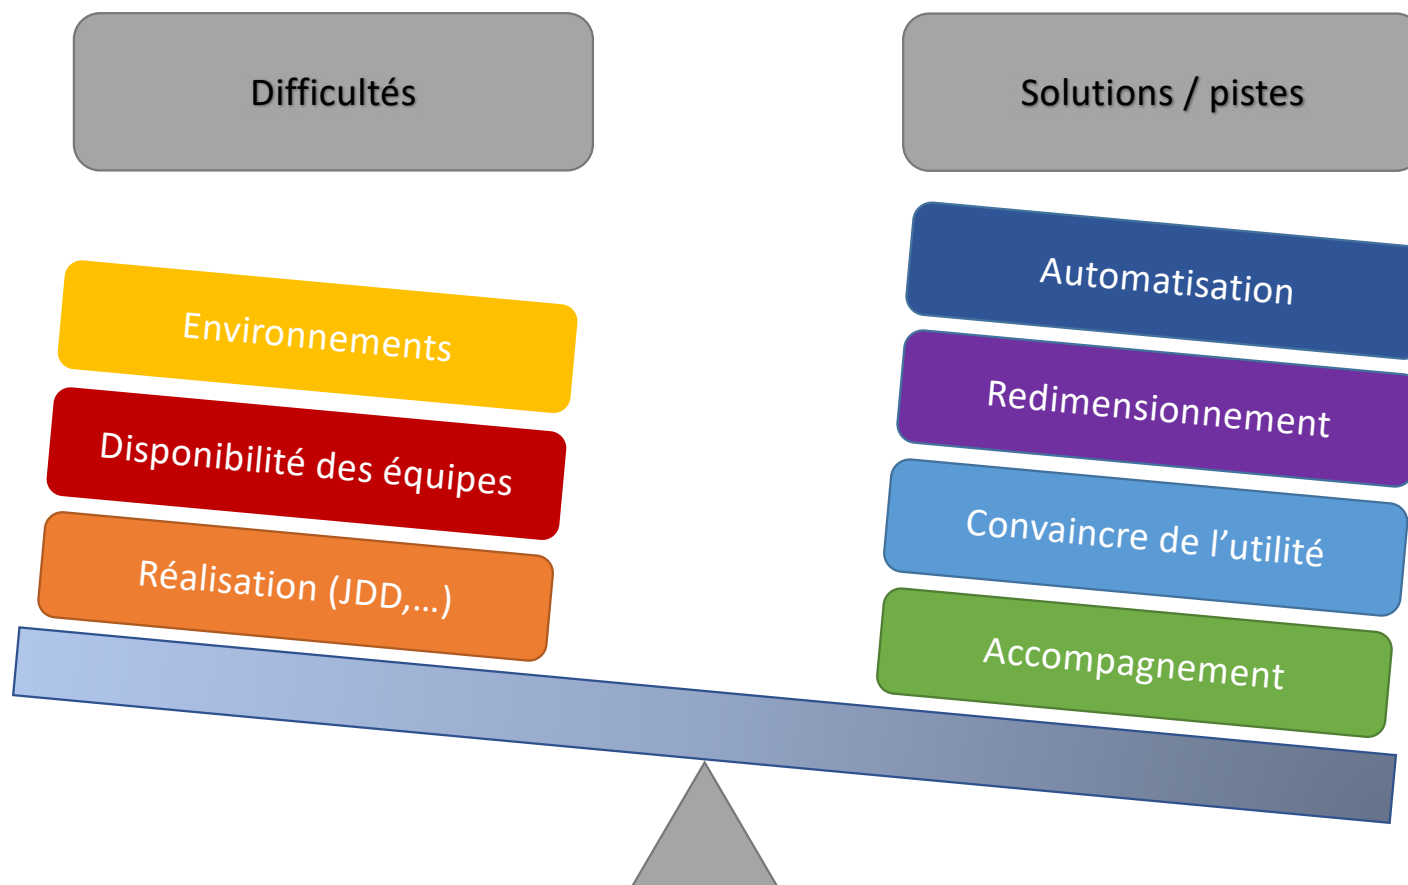 Difficultés
Solutions / pistes
Environnements
Disponibilité des équipes
Réalisation (JDD,…)
Automatisation
Redimensionnement
Convaincre de l’utilité
Accompagnement